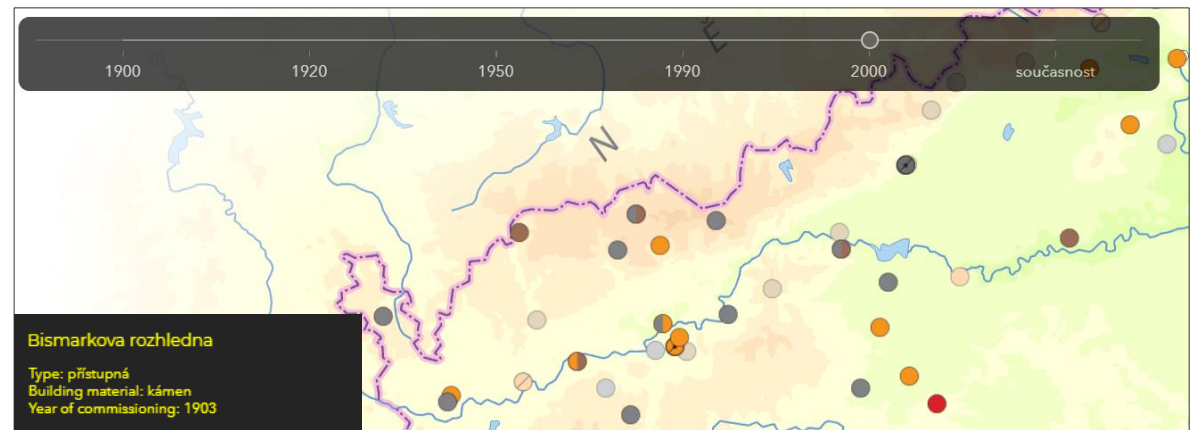 Ě
1900 1920 1950 1990 2000 současnost
N
Bismarkova rozhledna
Type: přístupná
Building material: kámen
Year of commissioning: 1903